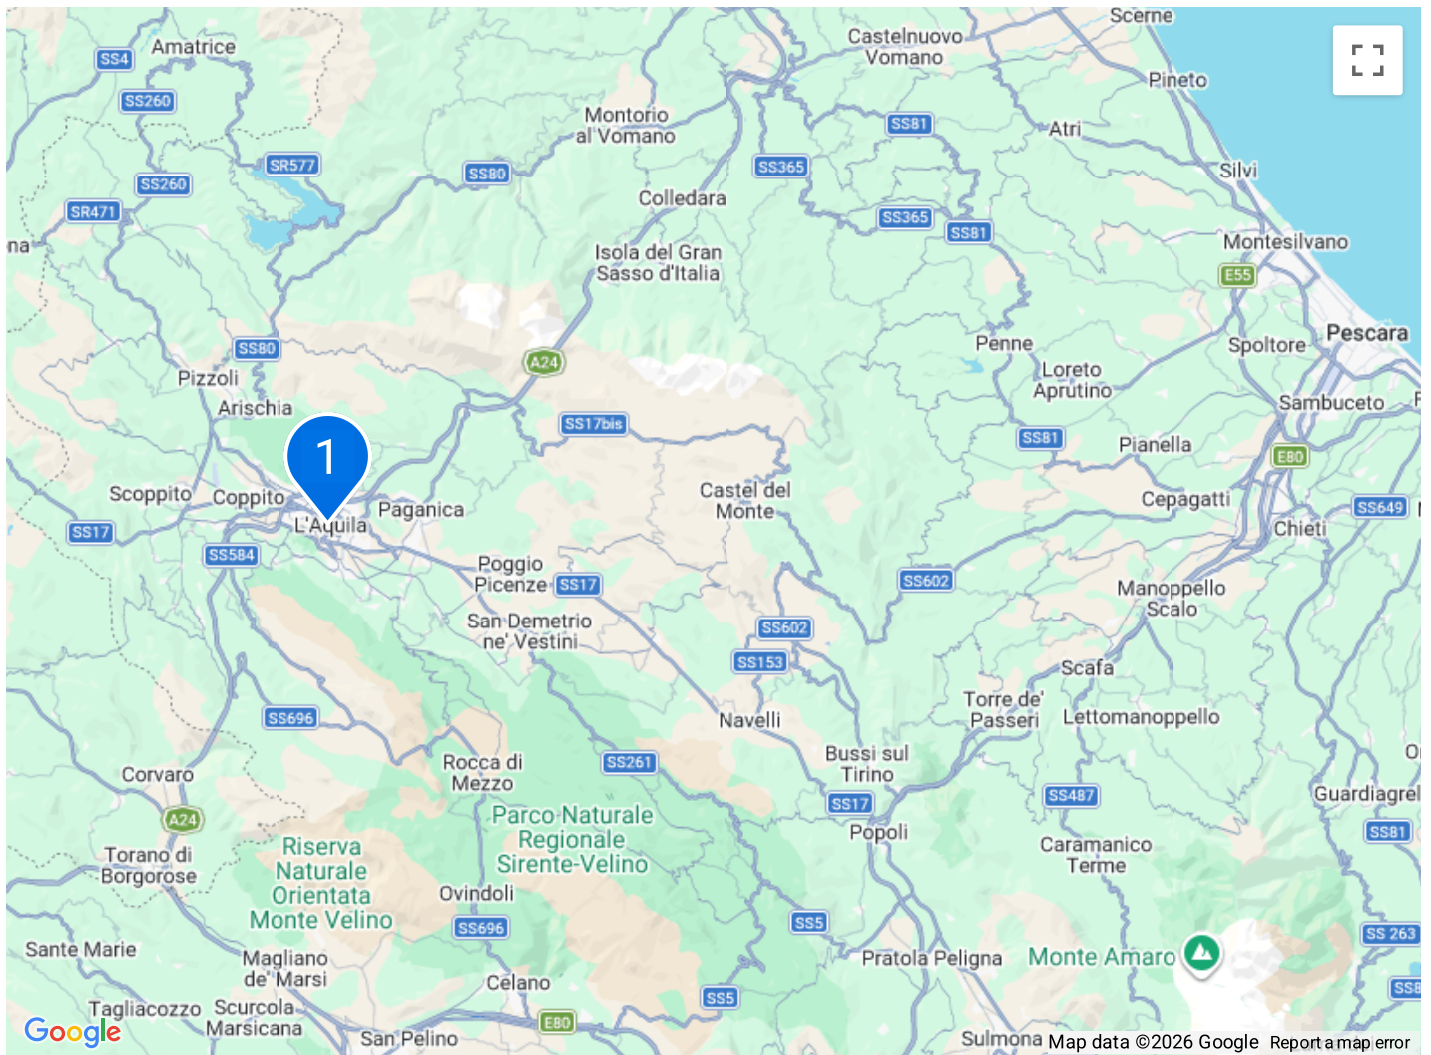 Scerne
Amatrice
Castelnuovo
Vomano
SS4
Pineto
SS260
Montorio
al Vomano
SS81
Atri
SR577
SS80
SS365
Silvi
SS260
Colledara
SR471
SS365
SS81
Montesilvano
Isola del Gran
Sasso d'Italia
E55
Pescara
Penne
Spoltore
SS80
A24
Loreto
Aprutino
Pizzoli
Sambuceto
Arischia
SS17bis
SS81
Pianella
1
E80
Castel del
Monte
Scoppito
Coppito
Cepagatti
Paganica
SS649
L'Aquila
Chieti
SS17
SS584
Poggio
Picenze
SS17
SS602
Manoppello
Scalo
San Demetrio
ne' Vestini
SS602
SS153
Scafa
Torre de'
Passeri
SS696
Navelli
Lettomanoppello
Rocca di
Mezzo
SS261
Bussi sul
Tirino
Corvaro
SS487
Guardiagrel
SS17
Parco Naturale
Regionale
Sirente-Velino
A24
Popoli
SS81
Riserva
Naturale
Orientata
Monte Velino
Torano di
Borgorose
Caramanico
Terme
Ovindoli
SS696
SS5
SS 263
Sante Marie
Magliano
de' Marsi
Pratola Peligna
Monte Amaro
Celano
SS5
Tagliacozzo
Scurcola
Marsicana
E80
Google
San Pelino
Sulmona
Map data ©2026 Google
Report a map error